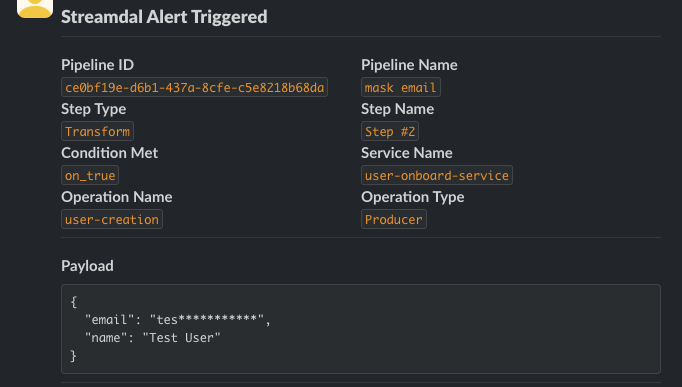 Streamdal Alert Triggered
Pipeline ID Pipeline Name
ce0bf19e-d6b1-437a-8cfe-c5e8218b68da mask email
Step Type Step Name
Transform Step #2
Condition Met Service Name
on_true user-onboard-service
Operation Name Operation Type
user-creation Producer
Payload
{
"email": "tes***********",
"name": "Test User"
}